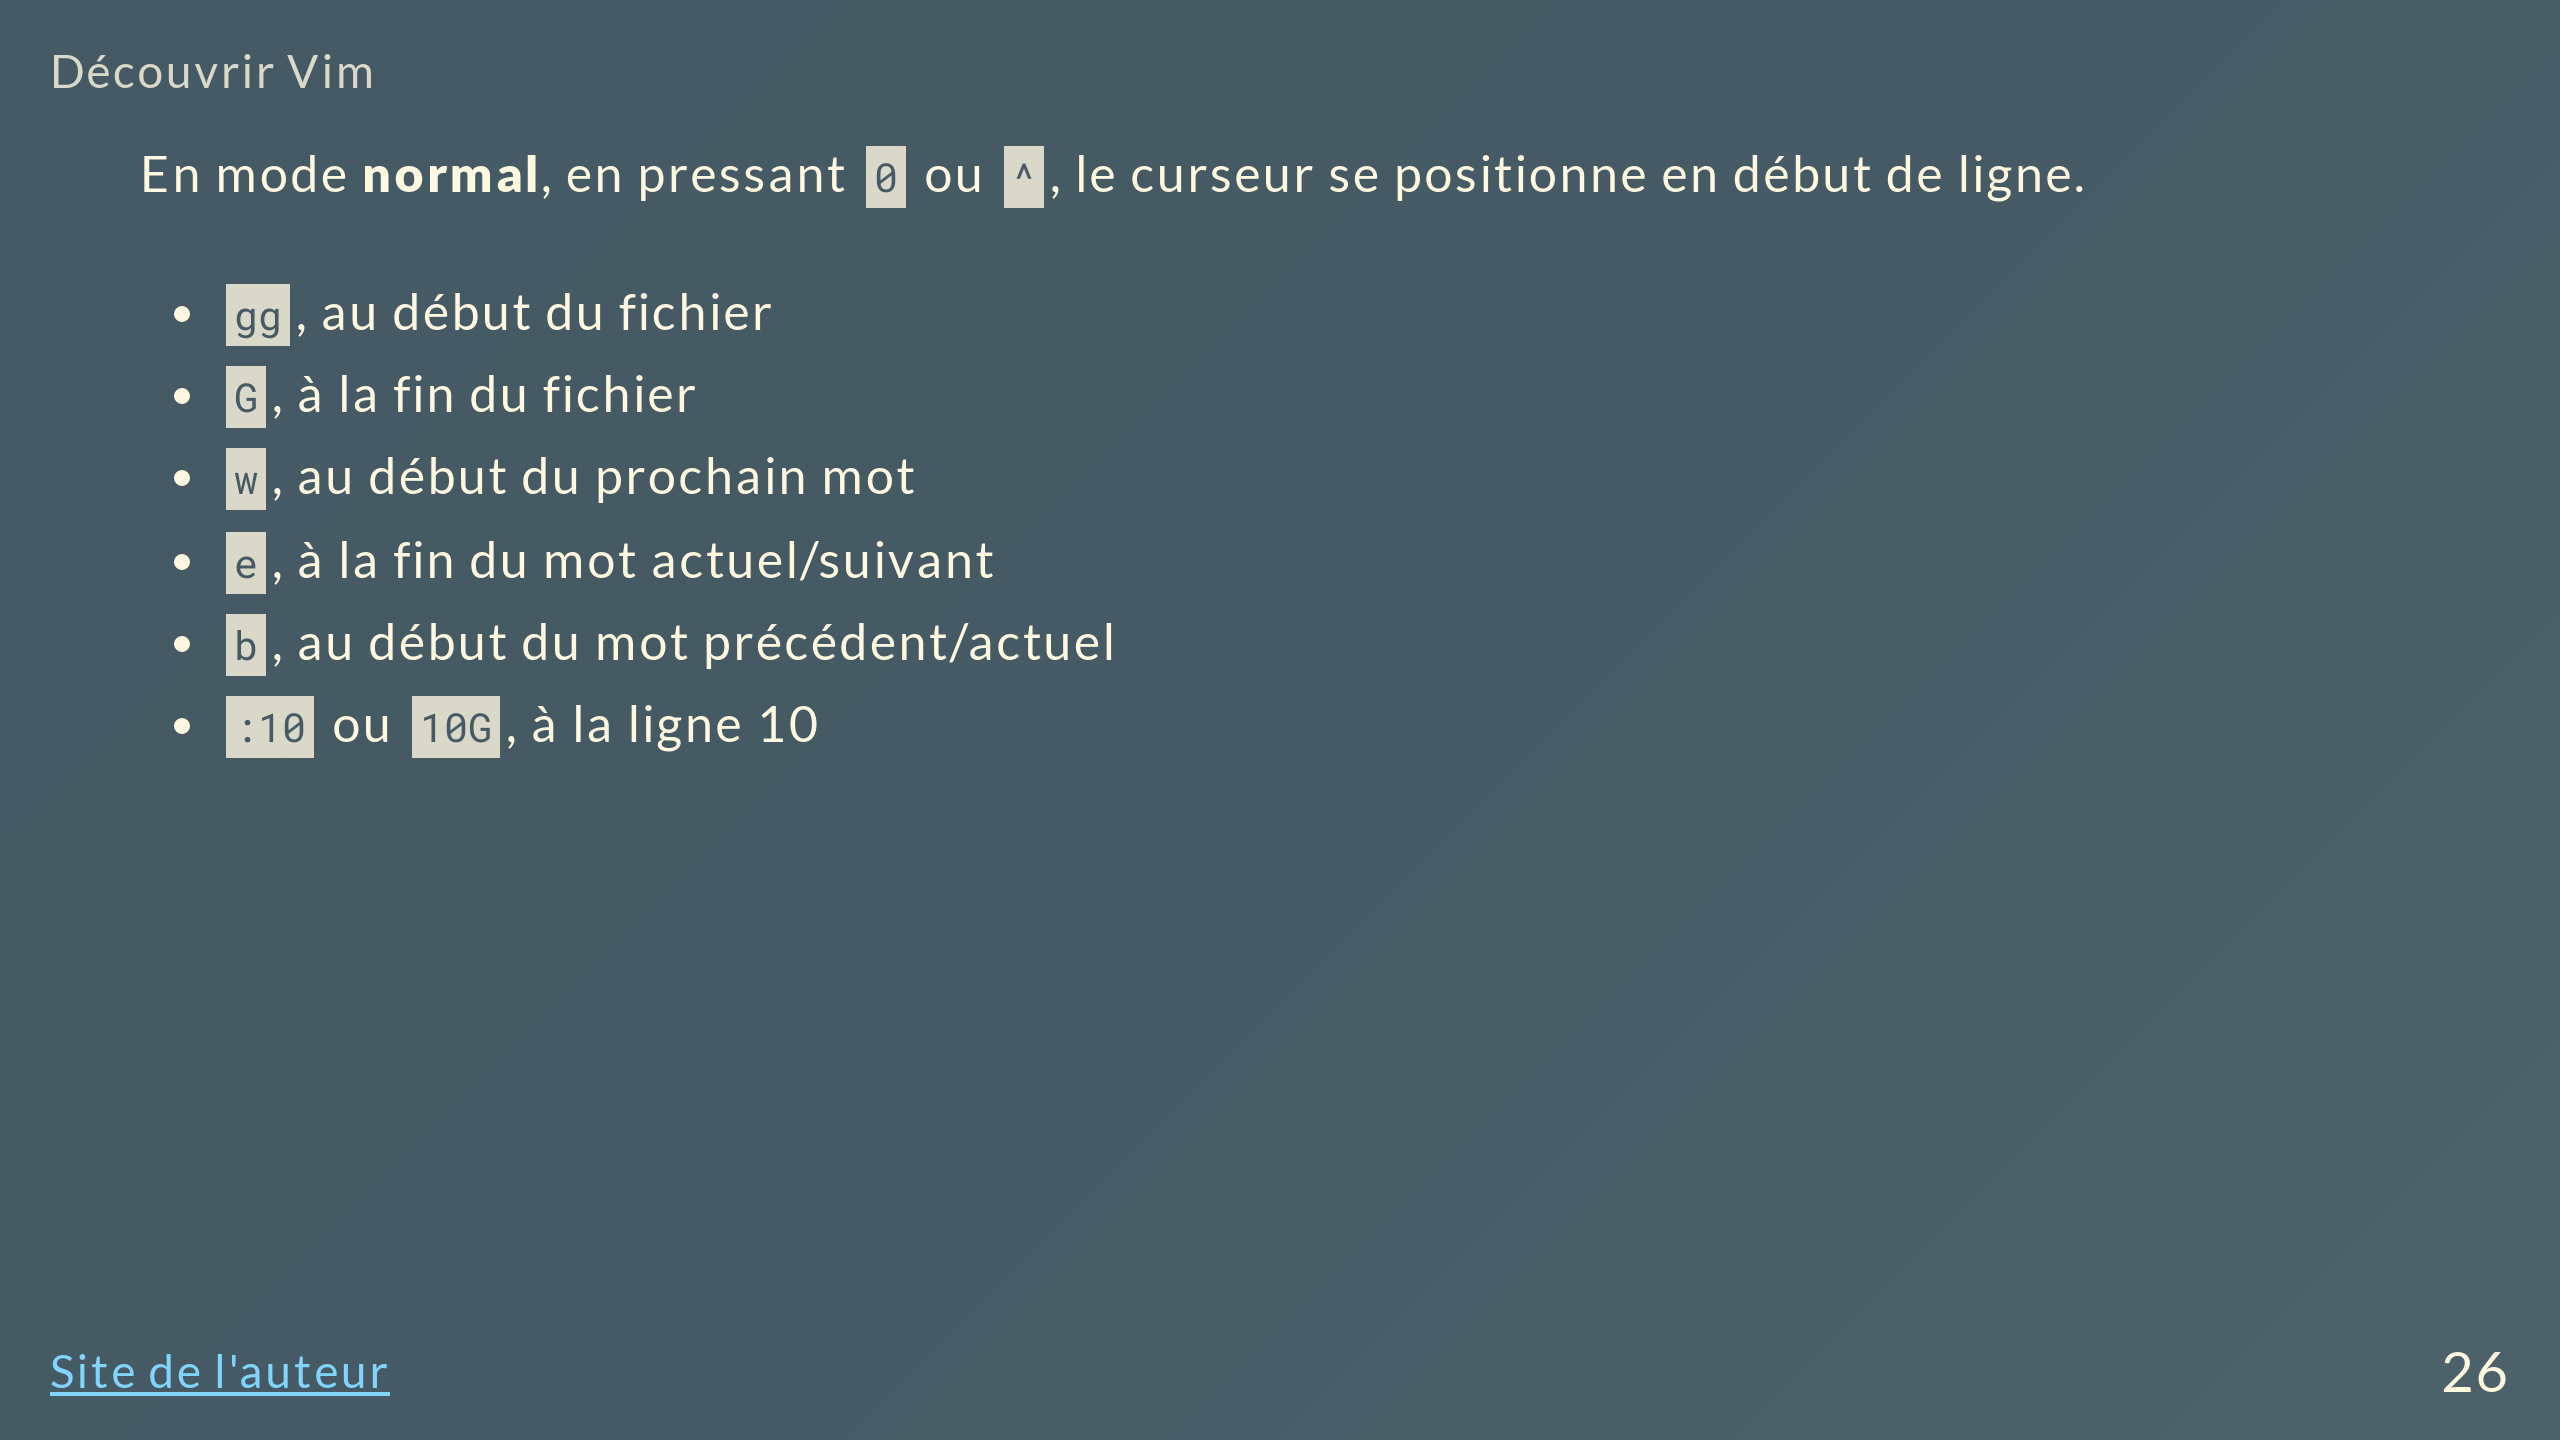 Découvrir Vim
En mode normal, en pressant 0 ou ^, le curseur se positionne en début de ligne.
gg, au début du fichier
G, à la fin du fichier
w, au début du prochain mot
e, à la fin du mot actuel/suivant
b, au début du mot précédent/actuel
:10 ou 10G, à la ligne 10
Site de l'auteur
26